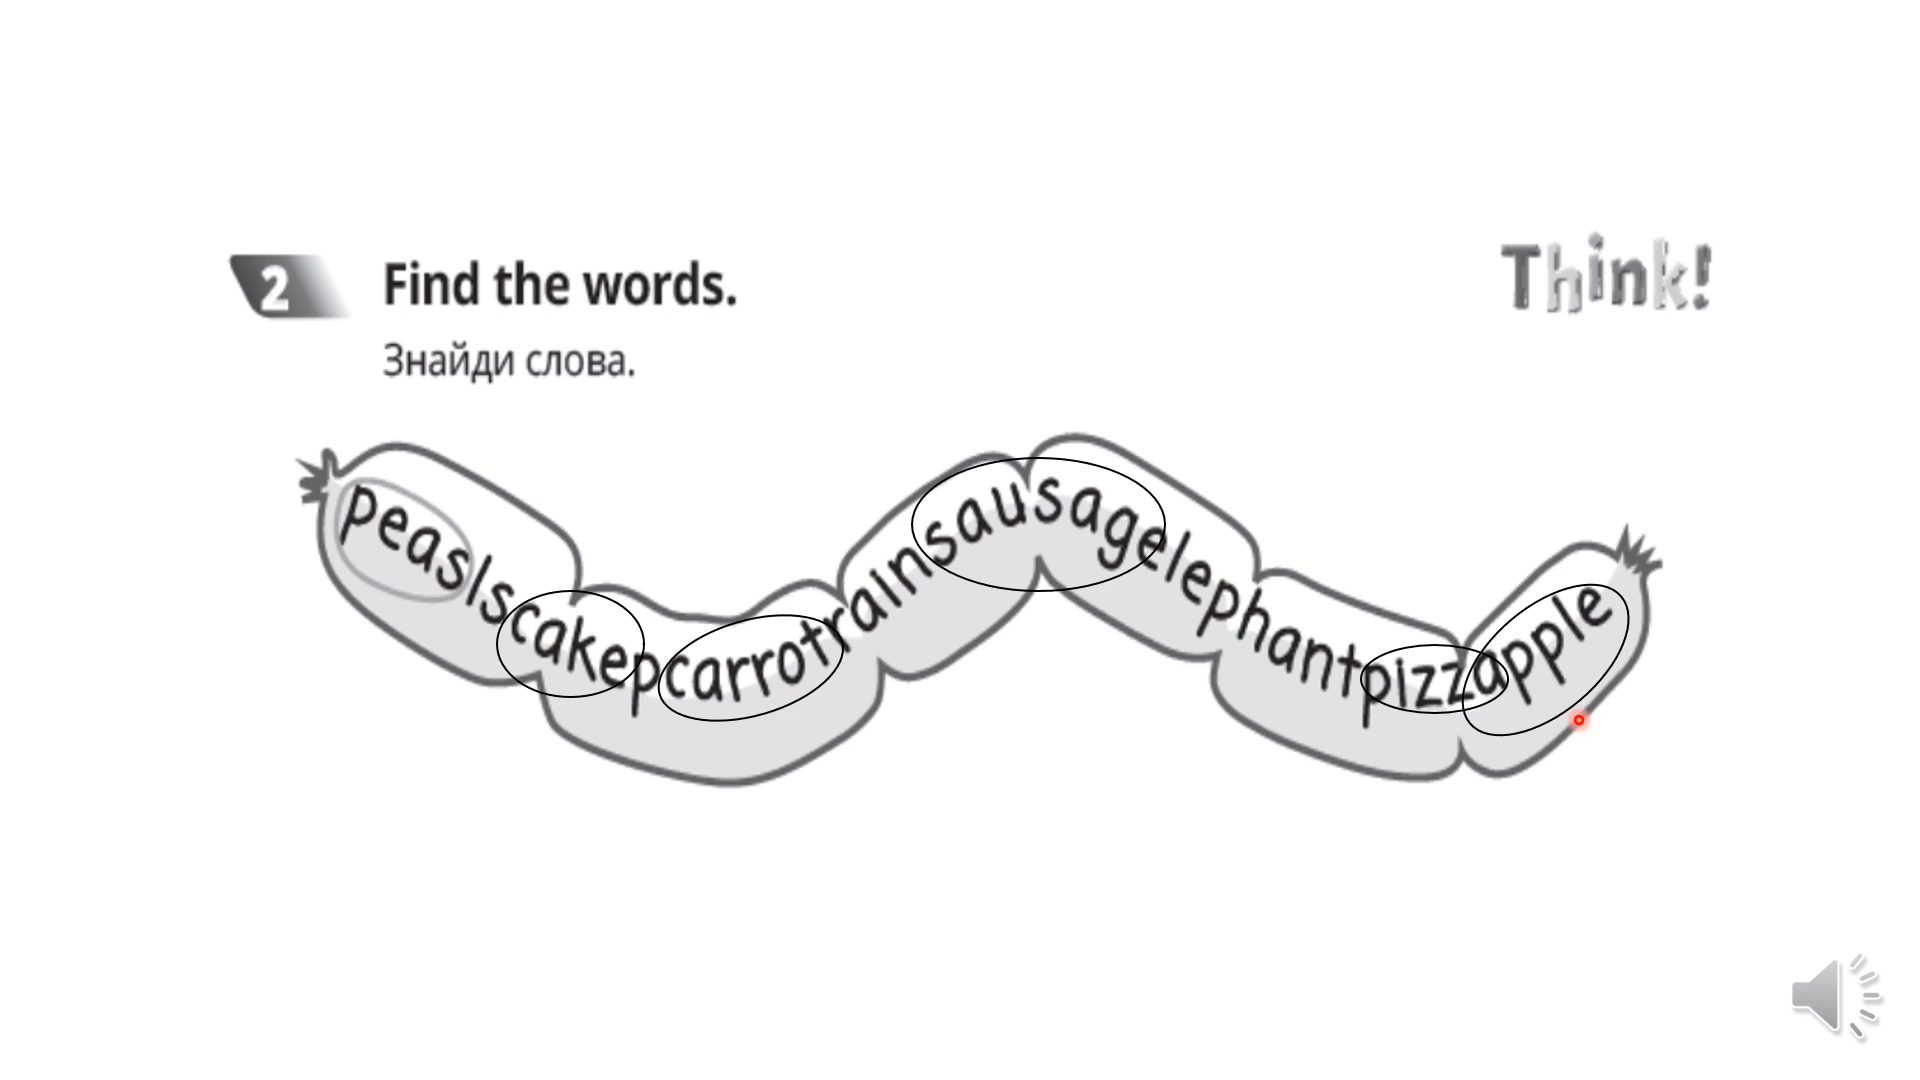 2 Find the words.
Think!
Знайди слова.
peaslscakepcarrotrainsausagelephantpizzapple